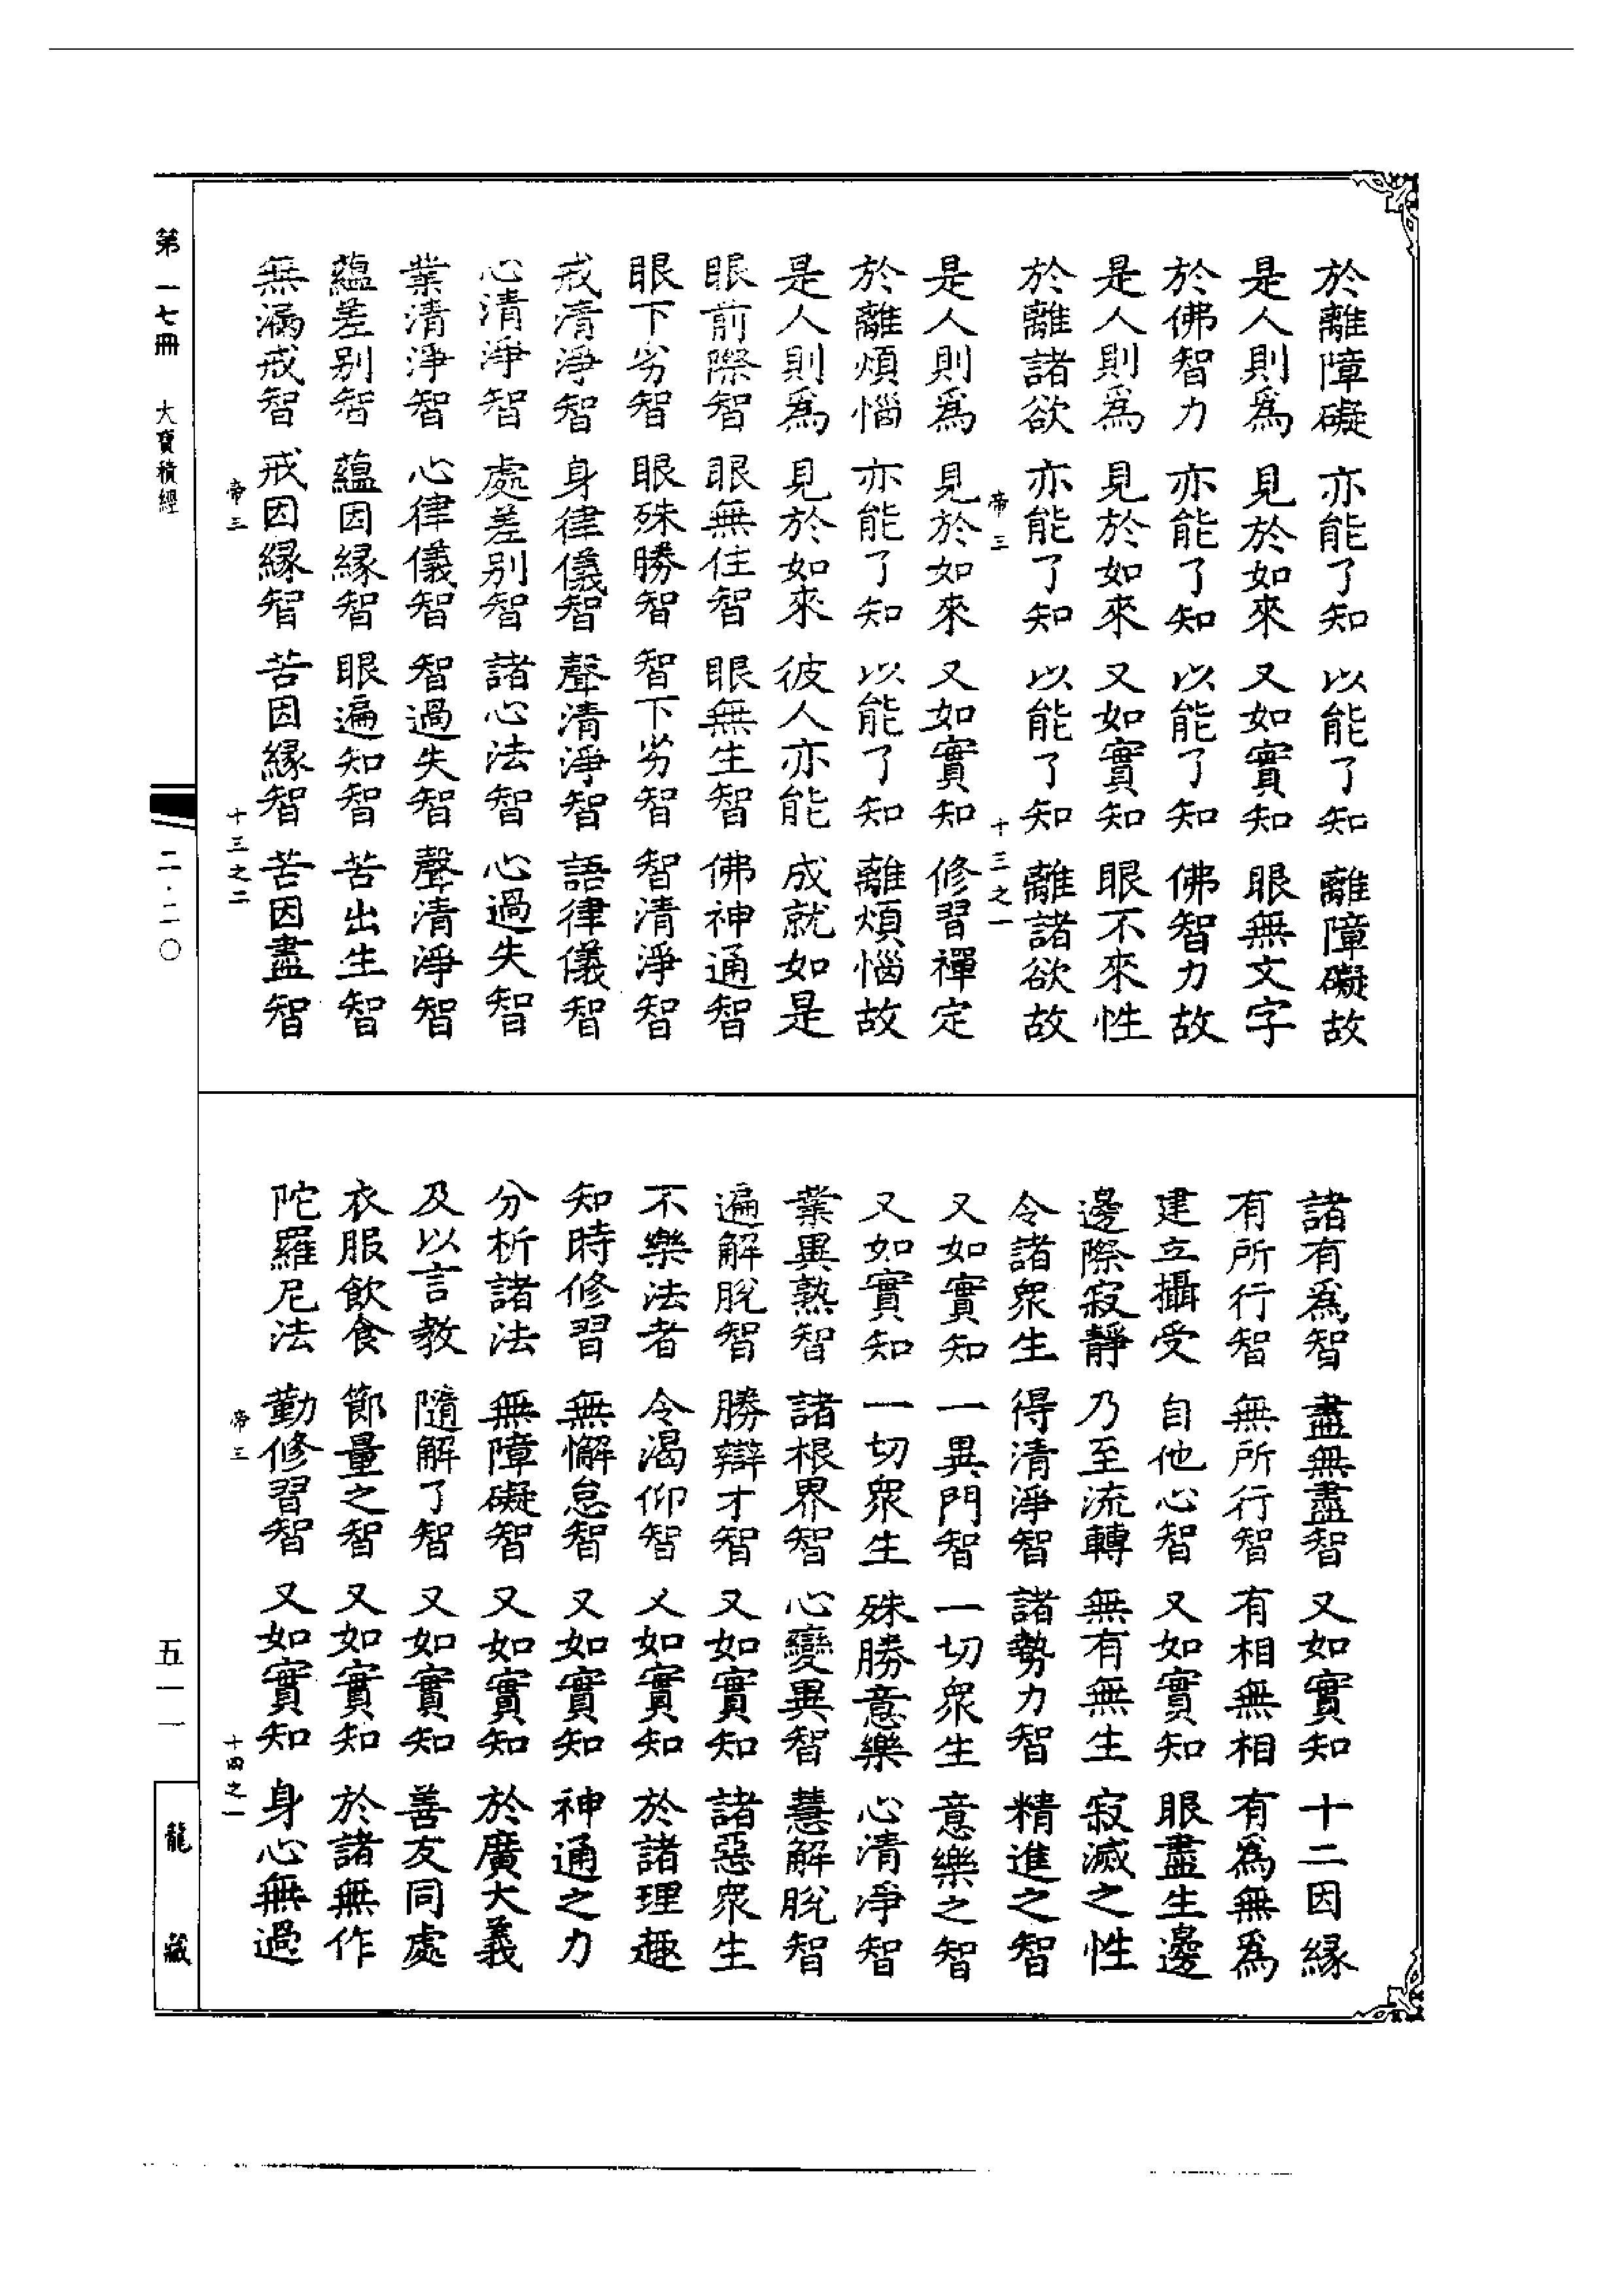 於離障礙 亦能了知 以能了知 離障礙故
是人則爲 見於如來 又如實知 眼無文字
於佛智力 亦能了知 以能了知 佛智力故
是人則爲 見於如來 又如實知 眼不來性
於離諸欲 亦能了知 以能了知 離諸欲故
帝三 十三之一
是人則爲 見於如來 又如實知 修習禪定
於離煩惱 亦能了知 以能了知 離煩惱故
是人則爲 見於如來 彼人亦能 成就如是
眼前際智 眼無住智 眼無生智 佛神通智
眼下劣智 眼殊勝智 智下劣智 智清淨智
戒清淨智 身律儀智 聲清淨智 語律儀智
心清淨智 處差別智 諸心法智 心過失智
業清淨智 心律儀智 智過失智 聲清淨智
蘊差別智 蘊因緣智 眼遍知智 苦出生智
無漏戒智 戒因緣智 苦因緣智 苦因盡智
帝三 十三之二
諸有爲智 盡無盡智 又如實知 十二因緣
有所行智 無所行智 有相無相 有爲無爲
建立攝受 自他心智 又如實知 眼盡生邊
邊際寂靜 乃至流轉 無有無生 寂滅之性
令諸衆生 得清淨智 諸勢力智 精進之智
又如實知 一異門智 一切衆生 意樂之智
又如實知 一切衆生 殊勝意樂 心清淨智
業異熟智 諸根界智 心變異智 慧解脫智
遍解脫智 勝辯才智 又如實知 諸惡衆生
不樂法者 令渴仰智 又如實知 於諸理趣
知時修習 無懈怠智 又如實知 神通之力
分析諸法 無障礙智 又如實知 於廣大義
及以言教 隨解了智 又如實知 善友同處
衣服飲食 節量之智 又如實知 於諸無作
陀羅尼法 勤修習智 又如實知 身心無過
帝三 十四之一
第一七冊 大寶積經 二·二〇 五一一 龍藏